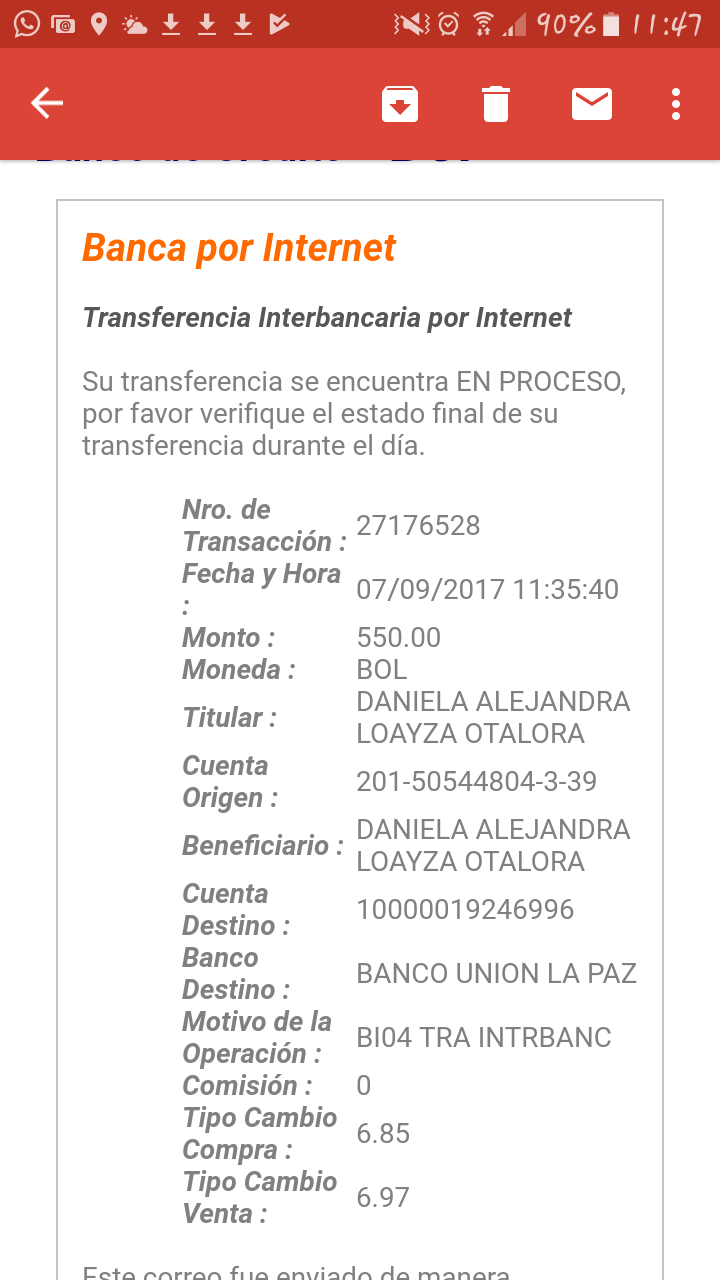 90% 11:47
Banca por Internet
Transferencia Interbancaria por Internet
Su transferencia se encuentra EN PROCESO,
por favor verifique el estado final de su
transferencia durante el día.
Nro. de
Transacción : 27176528
Fecha y Hora
: 07/09/2017 11:35:40
Monto : 550.00
Moneda : BOL
Titular : DANIELA ALEJANDRA
LOAYZA OTALORA
Cuenta
Origen : 201-50544804-3-39
Beneficiario : DANIELA ALEJANDRA
LOAYZA OTALORA
Cuenta
Destino : 10000019246996
Banco
Destino : BANCO UNION LA PAZ
Motivo de la
Operación : BI04 TRA INTRBANC
Comisión : 0
Tipo Cambio
Compra : 6.85
Tipo Cambio
Venta : 6.97
Este correo fue enviado de manera